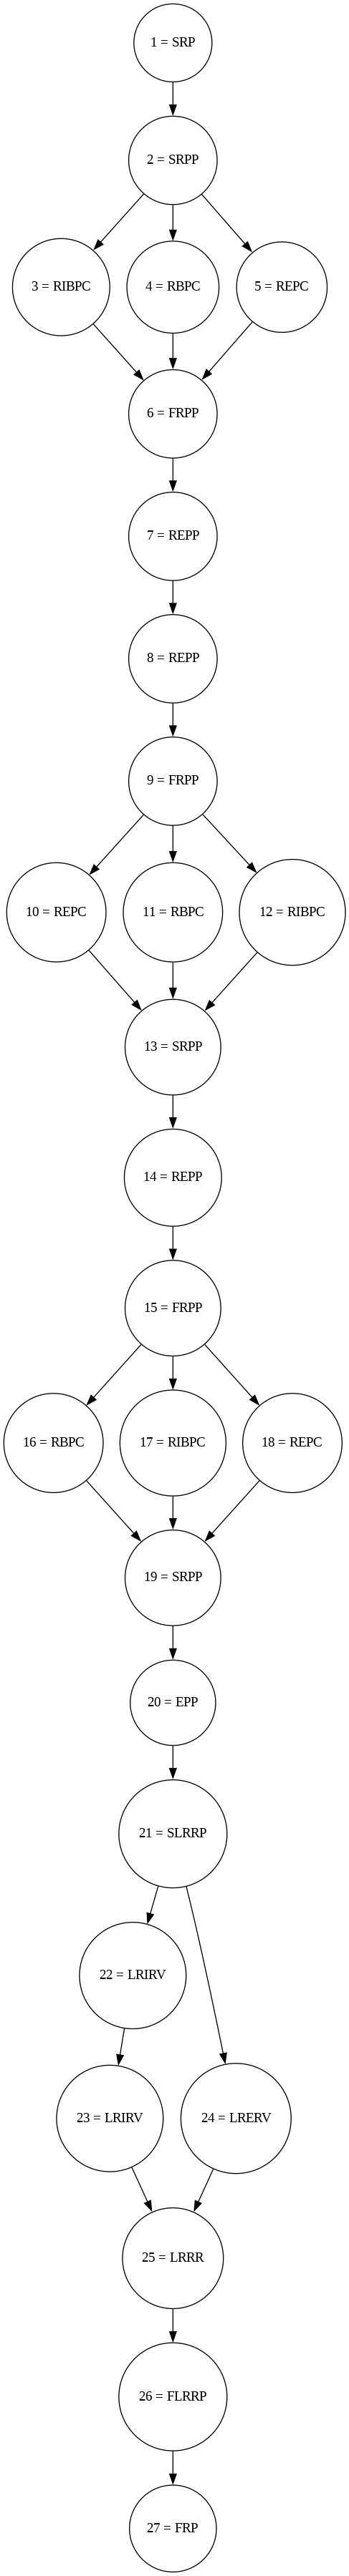 1 = SRP
2 = SRPP
3 = RIBPC
4 = RBPC
5 = REPC
6 = FRPP
7 = REPP
8 = REPP
9 = FRPP
10 = REPC
11 = RBPC
12 = RIBPC
13 = SRPP
14 = REPP
15 = FRPP
16 = RBPC
17 = RIBPC
18 = REPC
19 = SRPP
20 = EPP
21 = SLRRP
22 = LRIRV
23 = LRIRV
24 = LRERV
25 = LRRR
26 = FLRRP
27 = FRP